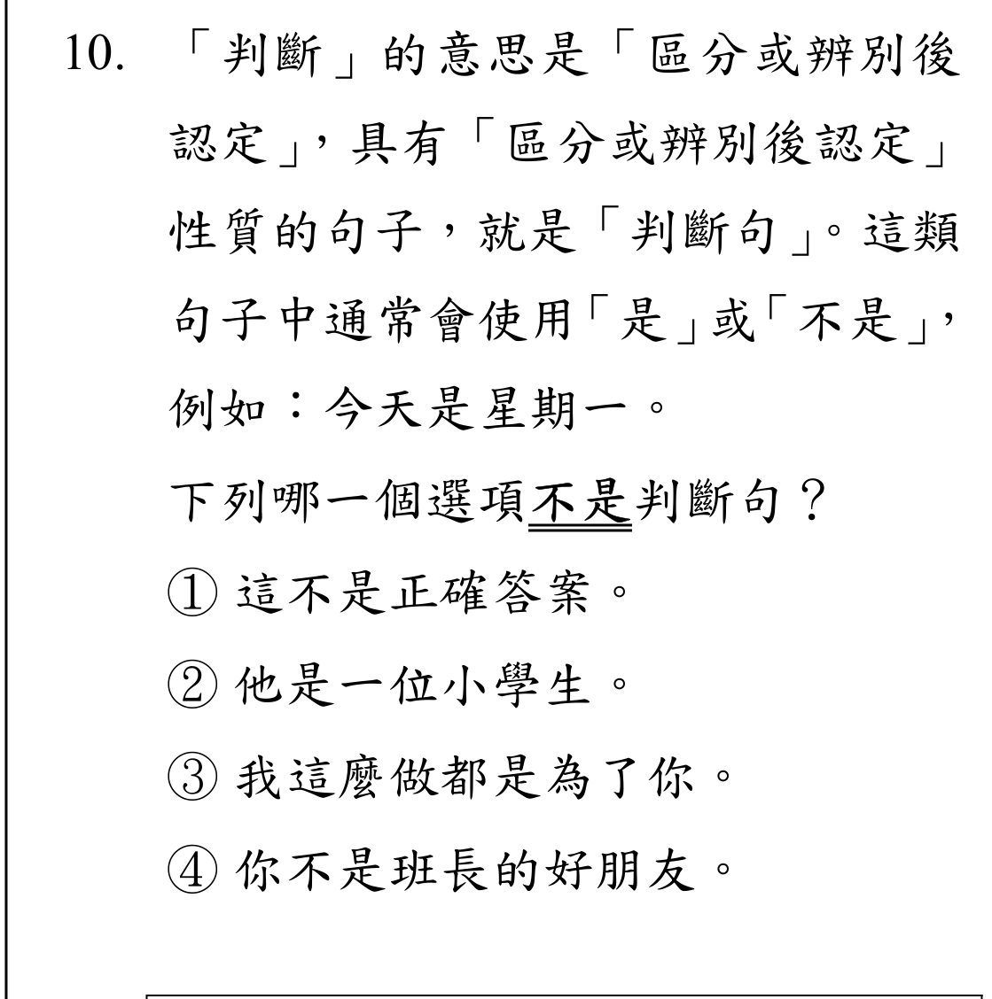 10. 「判斷」的意思是「區分或辨別後
認定」，具有「區分或辨別後認定」
性質的句子，就是「判斷句」。這類
句子中通常會使用「是」或「不是」，
例如：今天是星期一。
下列哪一個選項不是判斷句？
① 這不是正確答案。
② 他是一位小學生。
③ 我這麼做都是為了你。
④ 你不是班長的好朋友。